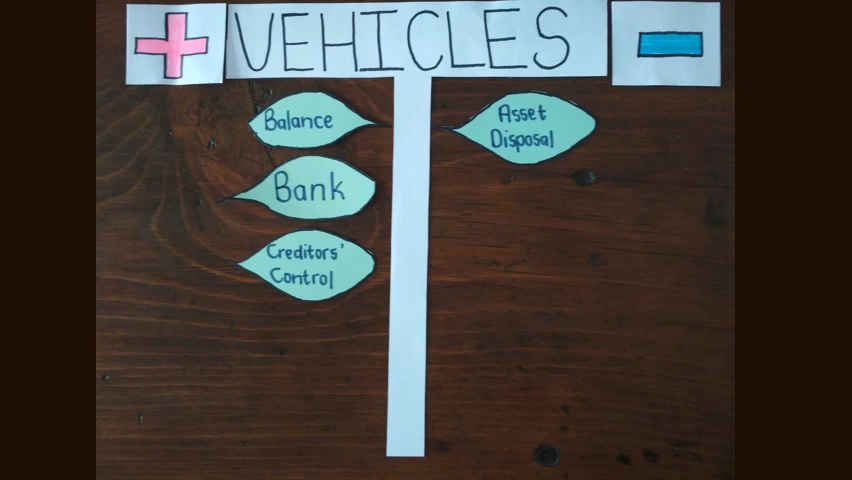 VEHICLES
Balance
Asset
Disposal
Bank
Creditors'
Control